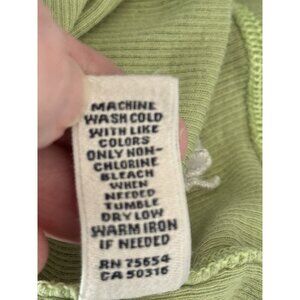 MACHINE
WASH COLD
WITH LIKE
COLORS
ONLY NON-
CHLORINE
BLEACH
WHEN
NEEDED
TUMBLE
DRY LOW
WARM IRON
IF NEEDED
RN 75654
CA 50316